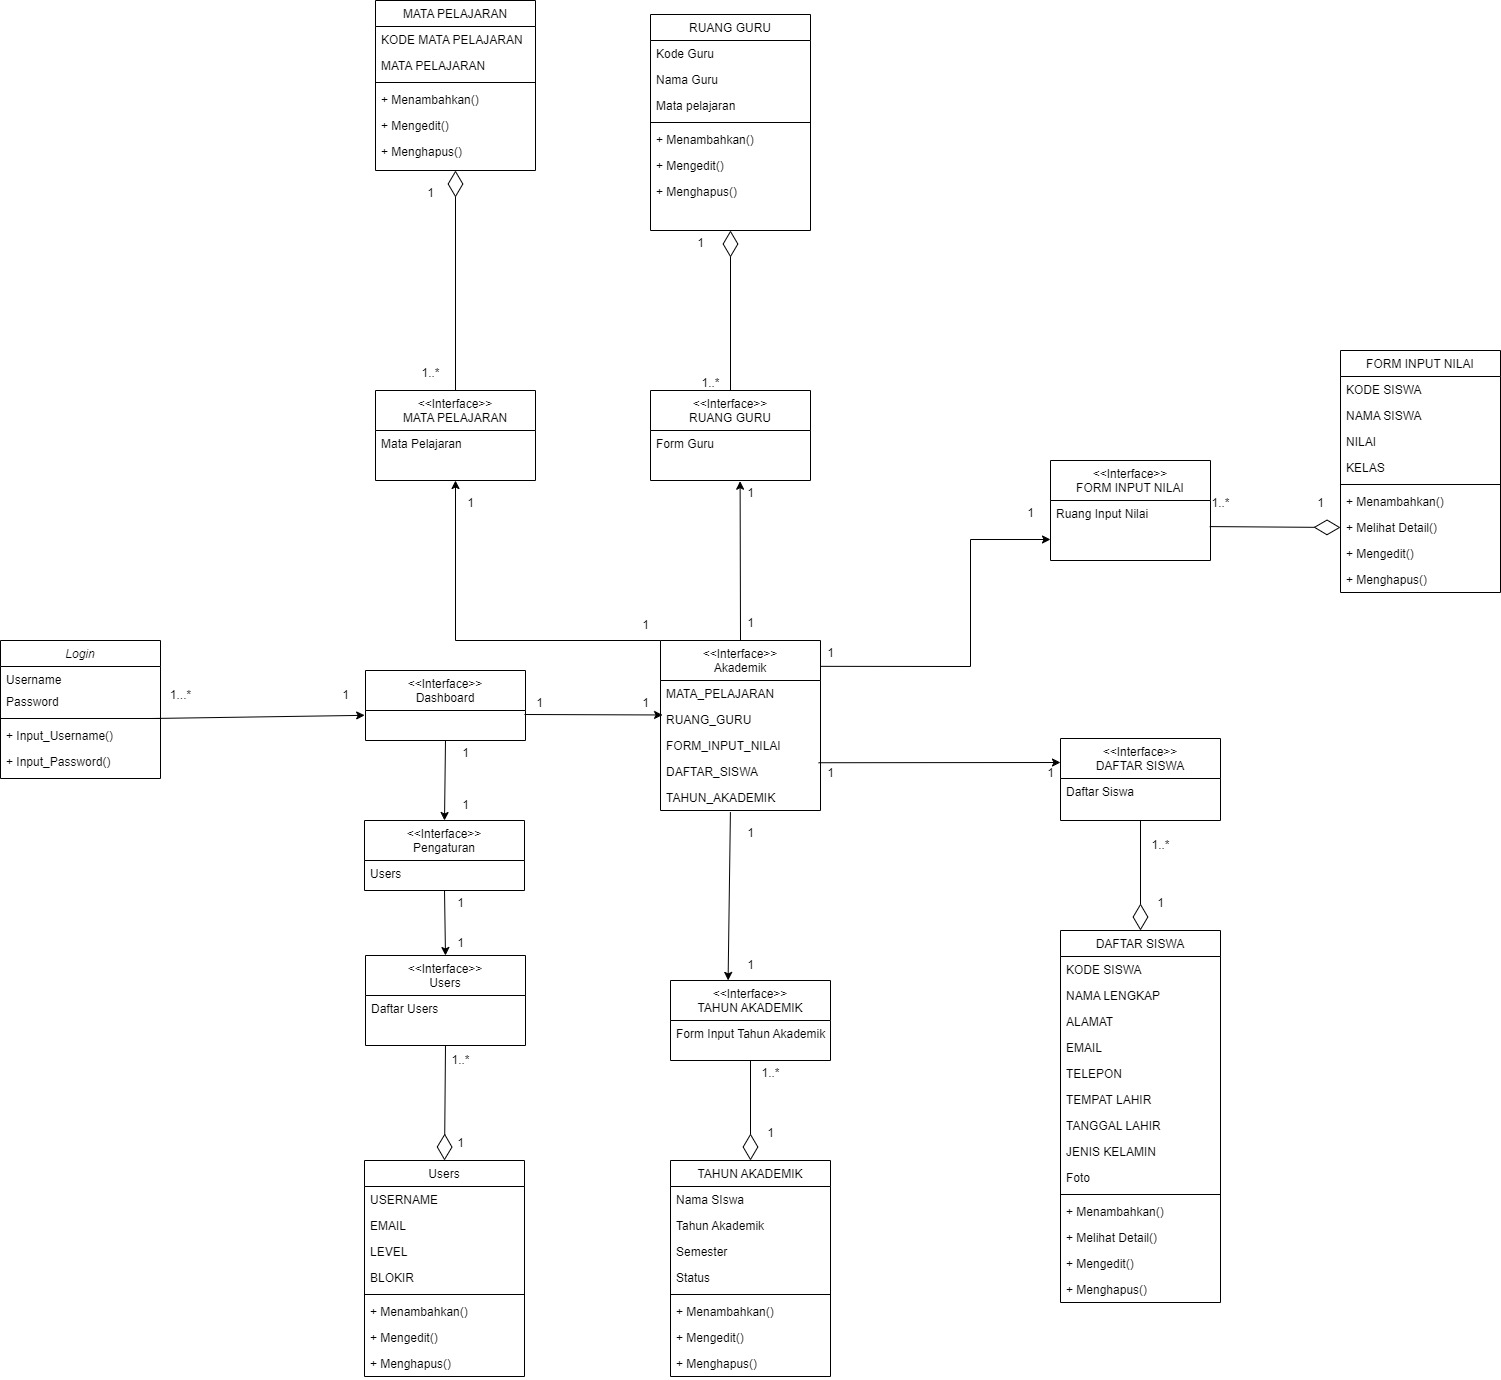 MATA PELAJARAN
KODE MATA PELAJARAN
MATA PELAJARAN
+ Menambahkan()
+ Mengedit()
+ Menghapus()
1
1..*
<<Interface>>
MATA PELAJARAN
Mata Pelajaran
1
RUANG GURU
Kode Guru
Nama Guru
Mata pelajaran
+ Menambahkan()
+ Mengedit()
+ Menghapus()
1
1..*
<<Interface>>
RUANG GURU
Form Guru
1
FORM INPUT NILAI
KODE SISWA
NAMA SISWA
NILAI
KELAS
+ Menambahkan()
+ Melihat Detail()
+ Mengedit()
+ Menghapus()
1
1..*
<<Interface>>
FORM INPUT NILAI
Ruang Input Nilai
1
Login
Username
Password
+ Input_Username()
+ Input_Password()
1...*
1
<<Interface>>
Dashboard
1
1
1
1
1
<<Interface>>
Akademik
MATA_PELAJARAN
RUANG_GURU
FORM_INPUT_NILAI
DAFTAR_SISWA
TAHUN_AKADEMIK
1
1
1
<<Interface>>
DAFTAR SISWA
Daftar Siswa
1..*
1
DAFTAR SISWA
KODE SISWA
NAMA LENGKAP
ALAMAT
EMAIL
TELEPON
TEMPAT LAHIR
TANGGAL LAHIR
JENIS KELAMIN
Foto
+ Menambahkan()
+ Melihat Detail()
+ Mengedit()
+ Menghapus()
1
<<Interface>>
Pengaturan
Users
1
1
<<Interface>>
Users
Daftar Users
1..*
1
Users
USERNAME
EMAIL
LEVEL
BLOKIR
+ Menambahkan()
+ Mengedit()
+ Menghapus()
1
1
<<Interface>>
TAHUN AKADEMIK
Form Input Tahun Akademik
1..*
1
TAHUN AKADEMIK
Nama SIswa
Tahun Akademik
Semester
Status
+ Menambahkan()
+ Mengedit()
+ Menghapus()